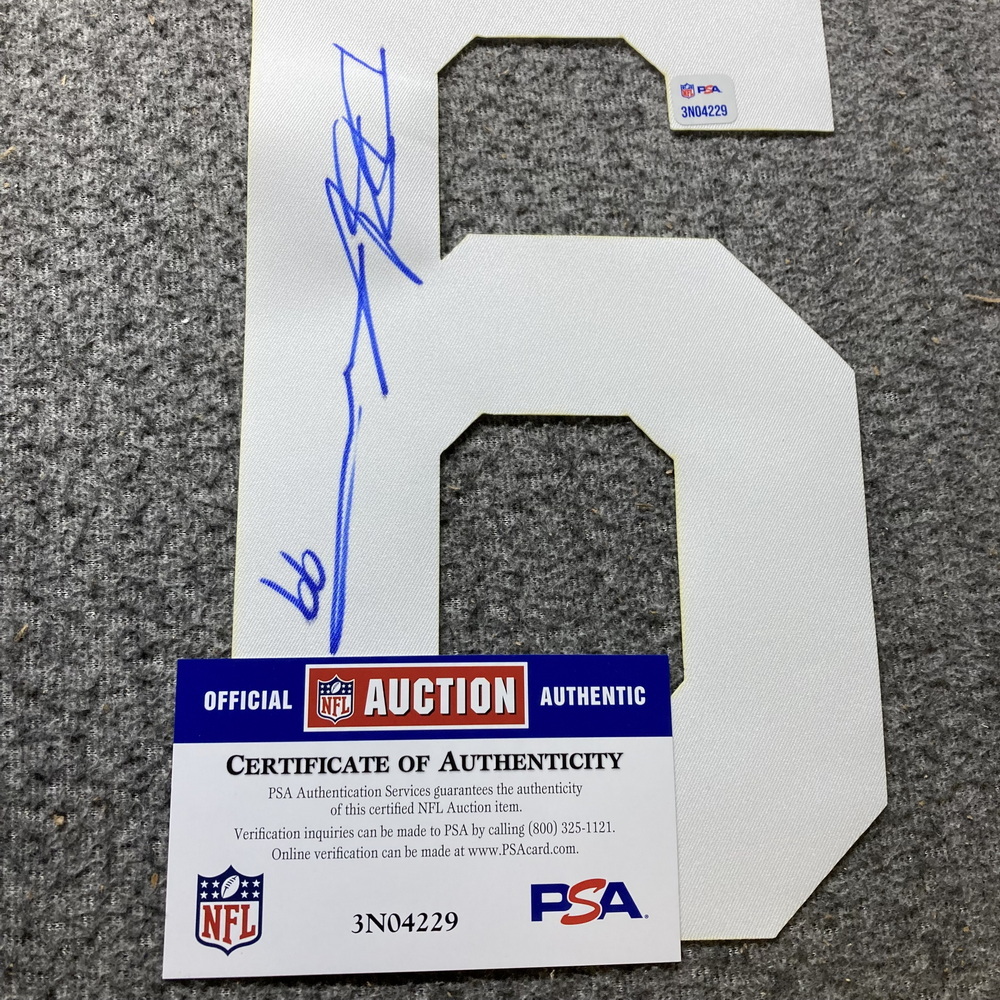 NFL PSA
3N04229
66
OFFICIAL NFL AUCTION AUTHENTIC
CERTIFICATE OF AUTHENTICITY
PSA Authentication Services guarantees the authenticity
of this certified NFL Auction item.
Verification inquiries can be made to PSA by calling (800) 325-1121.
Online verification can be made at www.PSAcard.com.
NFL 3N04229 PSA